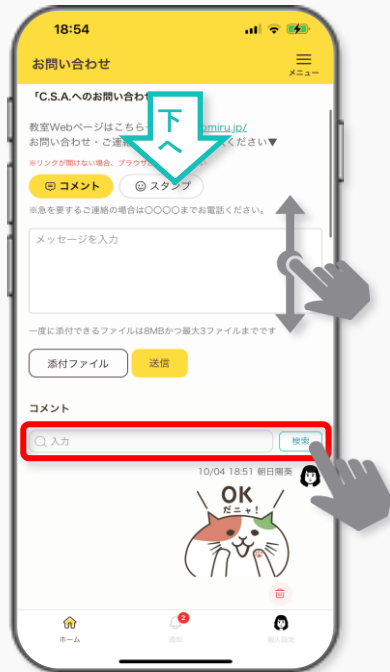 18:54
お問い合わせ
メニュー
「C.S.A.へのお問い合わ
教室Webページはこちら
omiru.jp/
お問い合わせ・ご連
ください▼
※リンクが開けない場合、ブラウザ
い
下
へ
コメント
スタンプ
※急を要するご連絡の場合は〇〇〇〇までお電話ください。
メッセージを入力
一度に添付できるファイルは8MBかつ最大3ファイルまでです
添付ファイル
送信
コメント
入力
検索
10/04 18:51 朝日陽葵
OK
だニャ!
2
ホーム
通知
個人設定